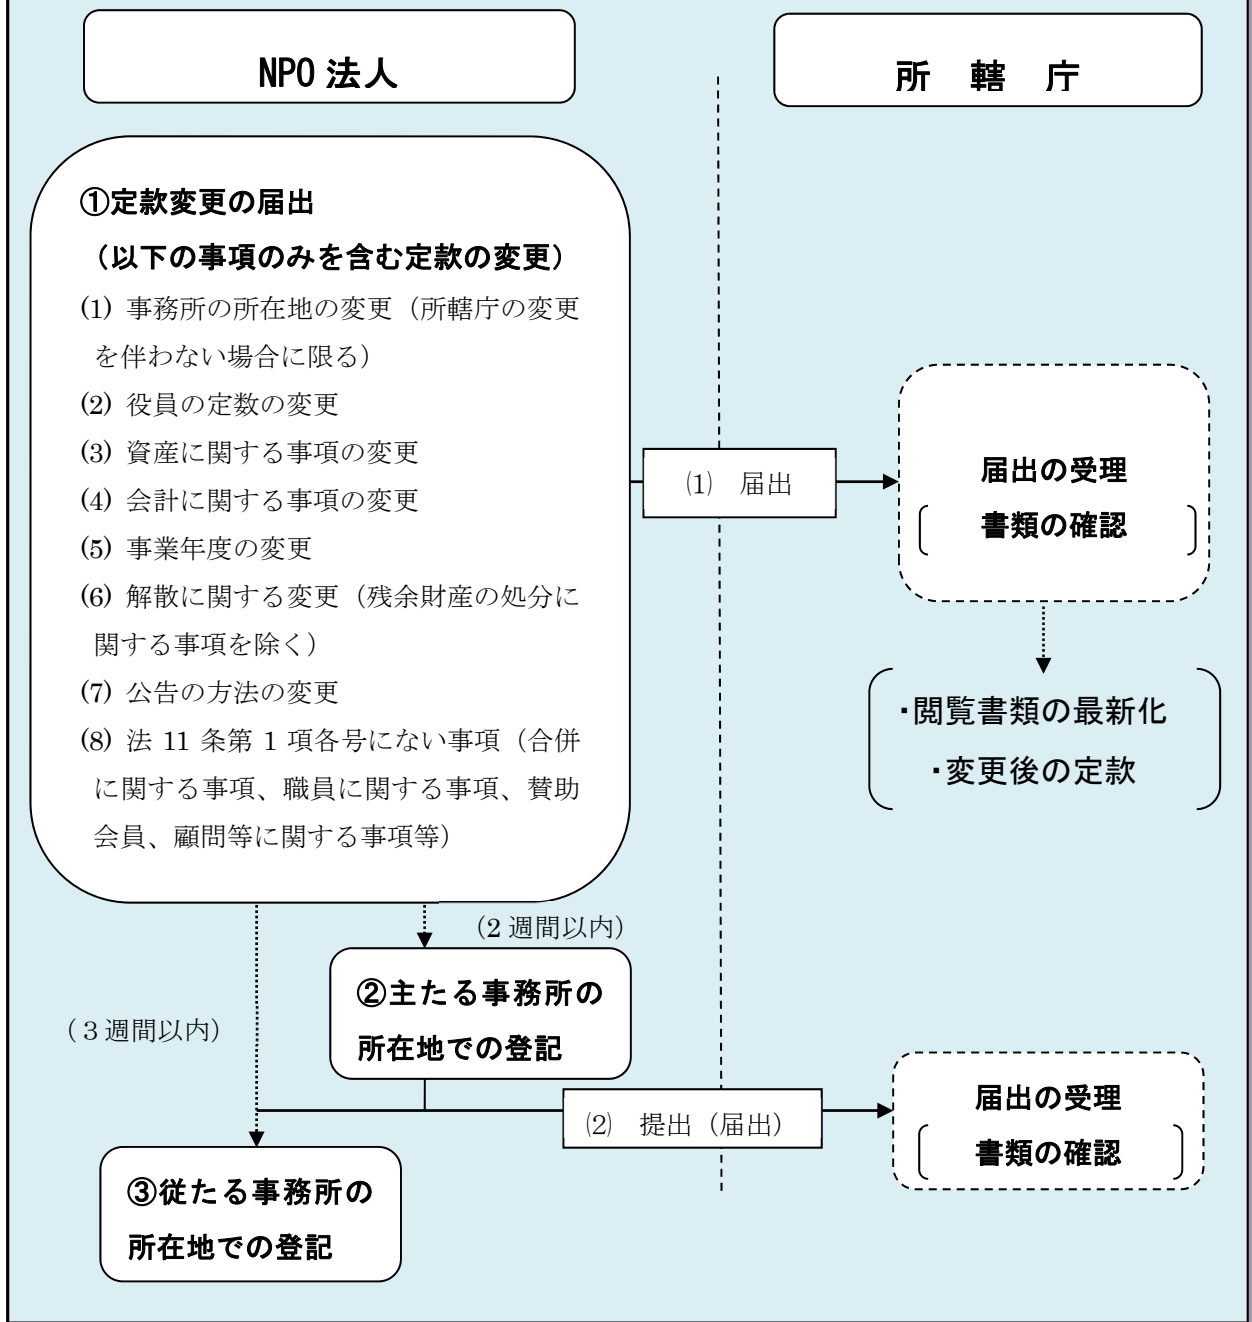 NPO 法人
所　轄　庁
①定款変更の届出
（以下の事項のみを含む定款の変更）
(1) 事務所の所在地の変更（所轄庁の変更
を伴わない場合に限る）
(2) 役員の定数の変更
(3) 資産に関する事項の変更
(4) 会計に関する事項の変更
(5) 事業年度の変更
(6) 解散に関する変更（残余財産の処分に
関する事項を除く）
(7) 公告の方法の変更
(8) 法 11 条第 1 項各号にない事項（合併
に関する事項、職員に関する事項、賛助
会員、顧問等に関する事項等）
⑴　届出
届出の受理
書類の確認
・閲覧書類の最新化
・変更後の定款
（2 週間以内）
②主たる事務所の
所在地での登記
（３週間以内）
⑵　提出（届出）
届出の受理
書類の確認
③従たる事務所の
所在地での登記